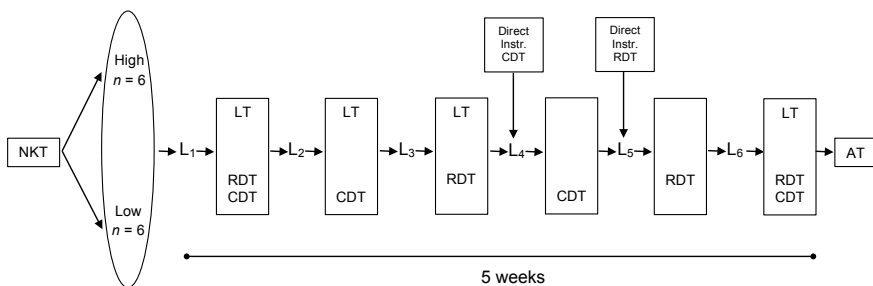 NKT
High
n = 6
Low
n = 6
L₁
LT
RDT
CDT
L₂
LT
CDT
L₃
LT
RDT
Direct
Instr.
CDT
L₄
CDT
Direct
Instr.
RDT
L₅
RDT
L₆
LT
RDT
CDT
AT
5 weeks